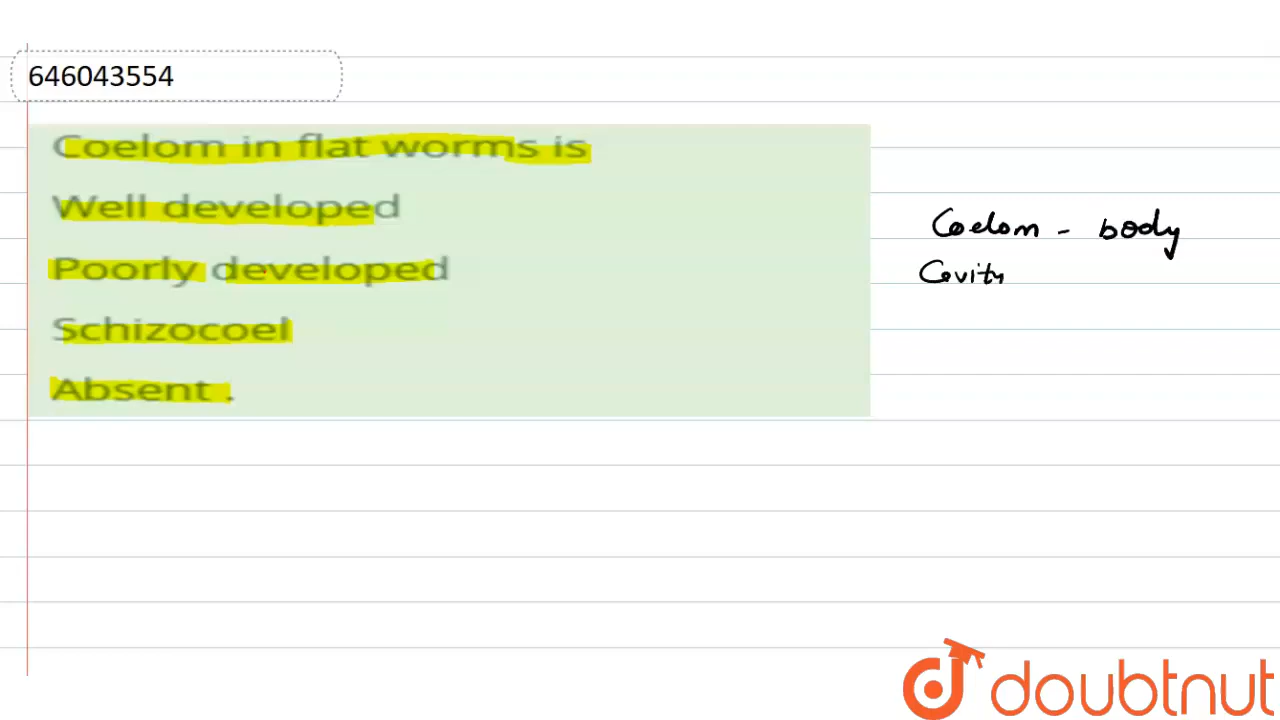 646043554
Coelom in flat worms is
Well developed
Poorly developed
Schizocoel
Absent .
Coelom - body
Cavity
doubtnut